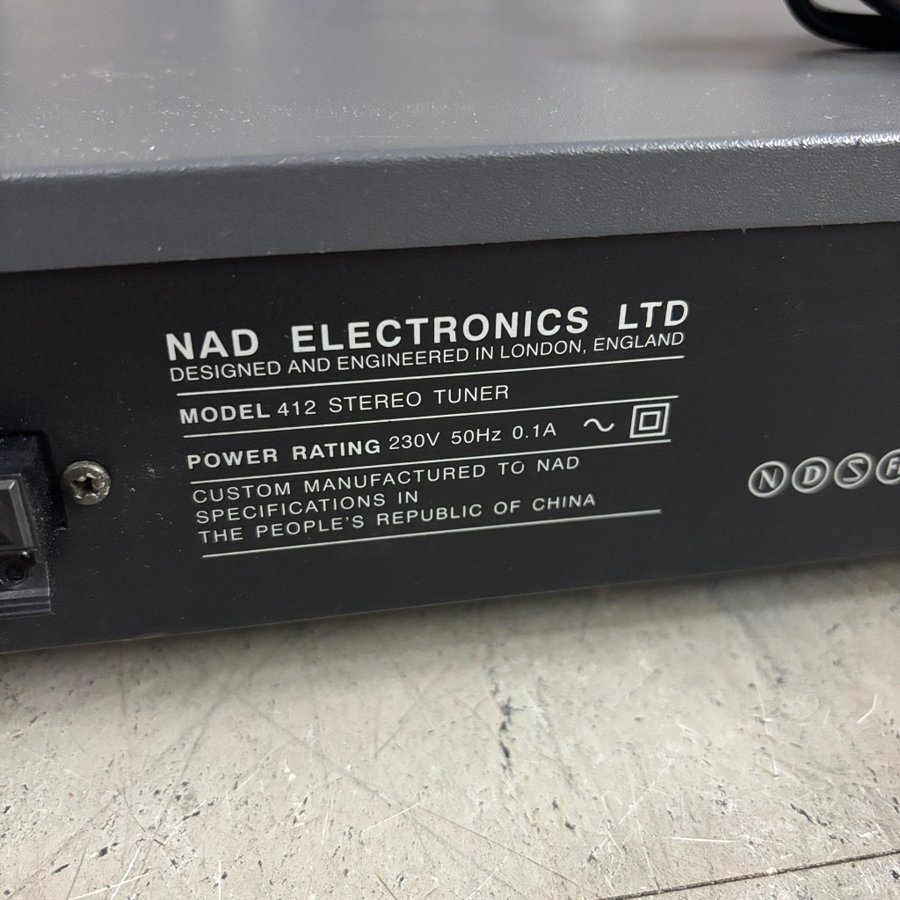 NAD ELECTRONICS LTD
DESIGNED AND ENGINEERED IN LONDON, ENGLAND
MODEL 412 STEREO TUNER
POWER RATING 230V 50Hz 0.1A ~
CUSTOM MANUFACTURED TO NAD
SPECIFICATIONS IN
THE PEOPLE'S REPUBLIC OF CHINA
N D S FI